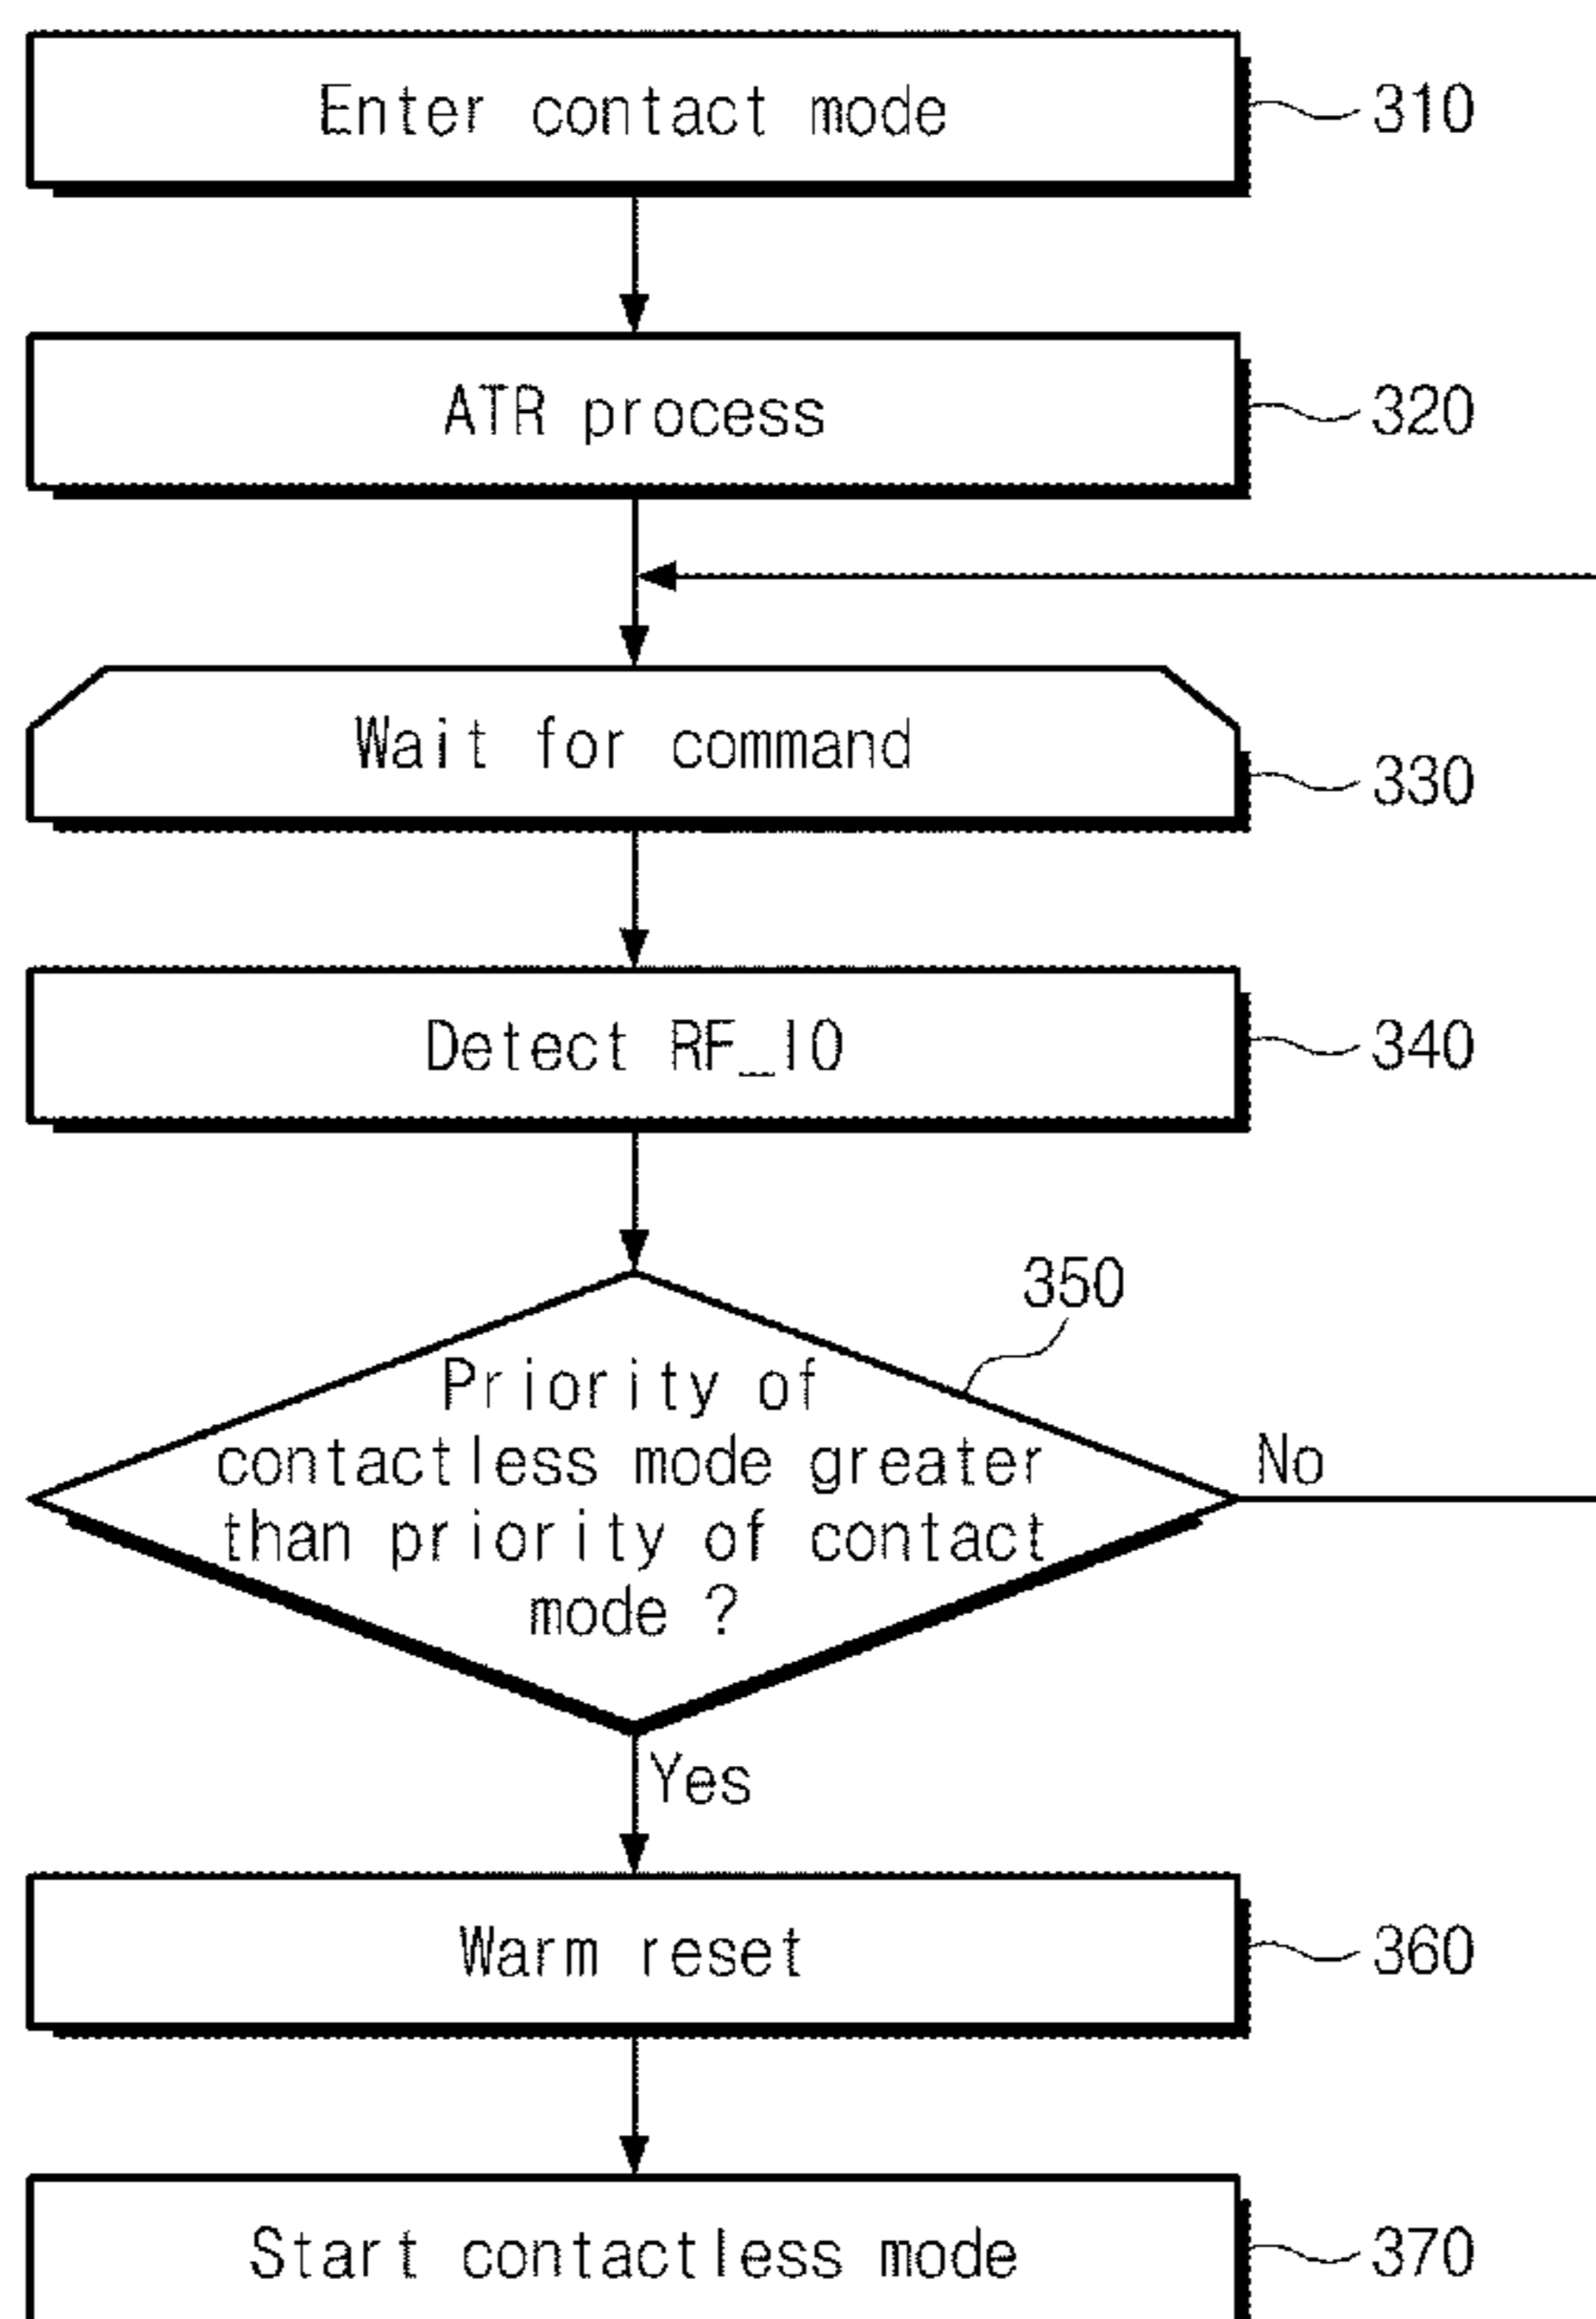 Enter contact mode
310
ATR process
320
Wait for command
330
Detect RF_IO
340
350
Priority of
contactless mode greater
than priority of contact
mode ?
No
Yes
Warm reset
360
Start contactless mode
370